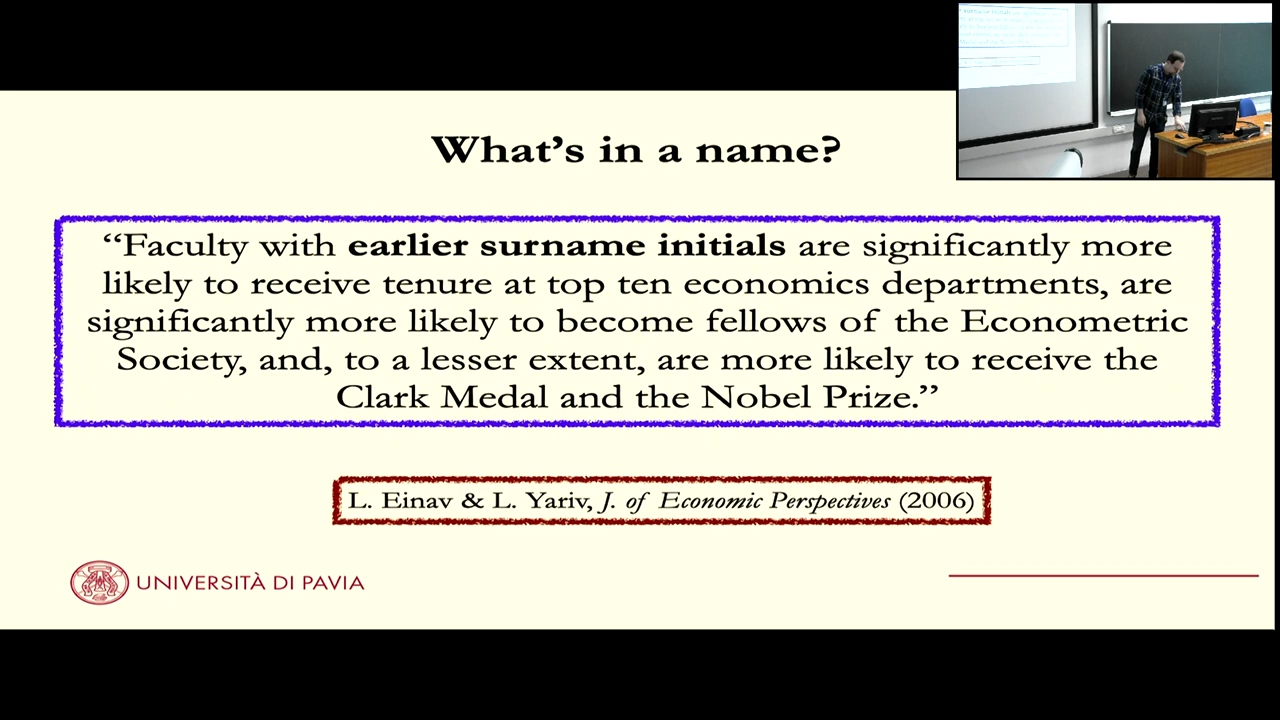 What's in a name?
“Faculty with earlier surname initials are significantly more
likely to receive tenure at top ten economics departments, are
significantly more likely to become fellows of the Econometric
Society, and, to a lesser extent, are more likely to receive the
Clark Medal and the Nobel Prize.”
L. Einav & L. Yariv, J. of Economic Perspectives (2006)
UNIVERSITÀ DI PAVIA